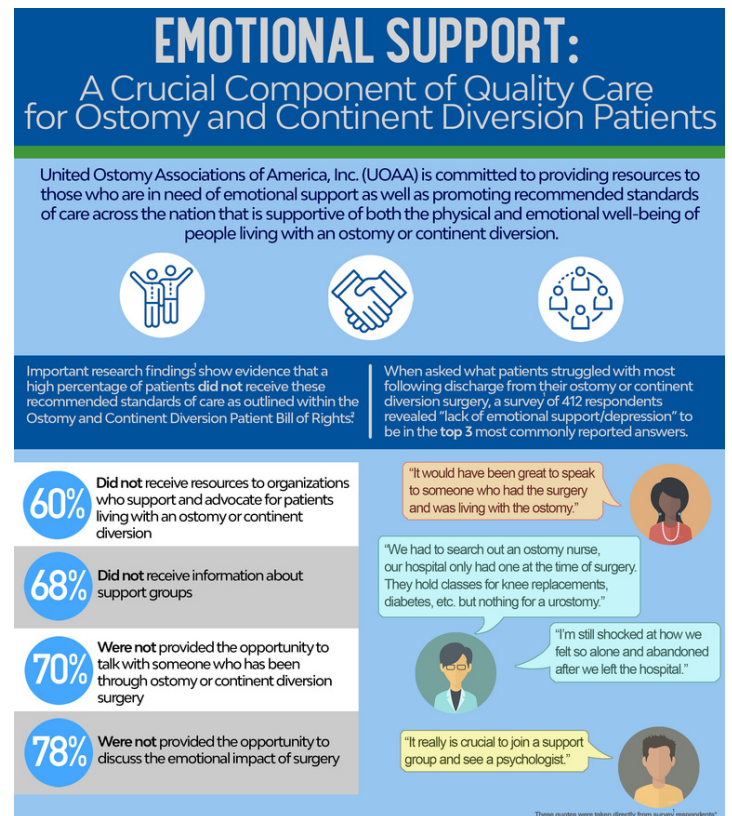 EMOTIONAL SUPPORT:
A Crucial Component of Quality Care
for Ostomy and Continent Diversion Patients
United Ostomy Associations of America, Inc. (UOAA) is committed to providing resources to
those who are in need of emotional support as well as promoting recommended standards
of care across the nation that is supportive of both the physical and emotional well-being of
people living with an ostomy or continent diversion.
Important research findings¹ show evidence that a
high percentage of patients did not receive these
recommended standards of care as outlined within the
Ostomy and Continent Diversion Patient Bill of Rights.²
When asked what patients struggled with most
following discharge from their ostomy or continent
diversion surgery, a survey¹ of 412 respondents
revealed "lack of emotional support/depression" to
be in the top 3 most commonly reported answers.
60%
Did not receive resources to organizations
who support and advocate for patients
living with an ostomy or continent
diversion
68%
Did not receive information about
support groups
70%
Were not provided the opportunity to
talk with someone who has been
through ostomy or continent diversion
surgery
78%
Were not provided the opportunity to
discuss the emotional impact of surgery
"It would have been great to speak
to someone who had the surgery
and was living with the ostomy."
"We had to search out an ostomy nurse,
our hospital only had one at the time of surgery.
They hold classes for knee replacements,
diabetes, etc. but nothing for a urostomy."
"I'm still shocked at how we
felt so alone and abandoned
after we left the hospital."
"It really is crucial to join a support
group and see a psychologist."
These quotes were taken directly from survey¹ respondents*